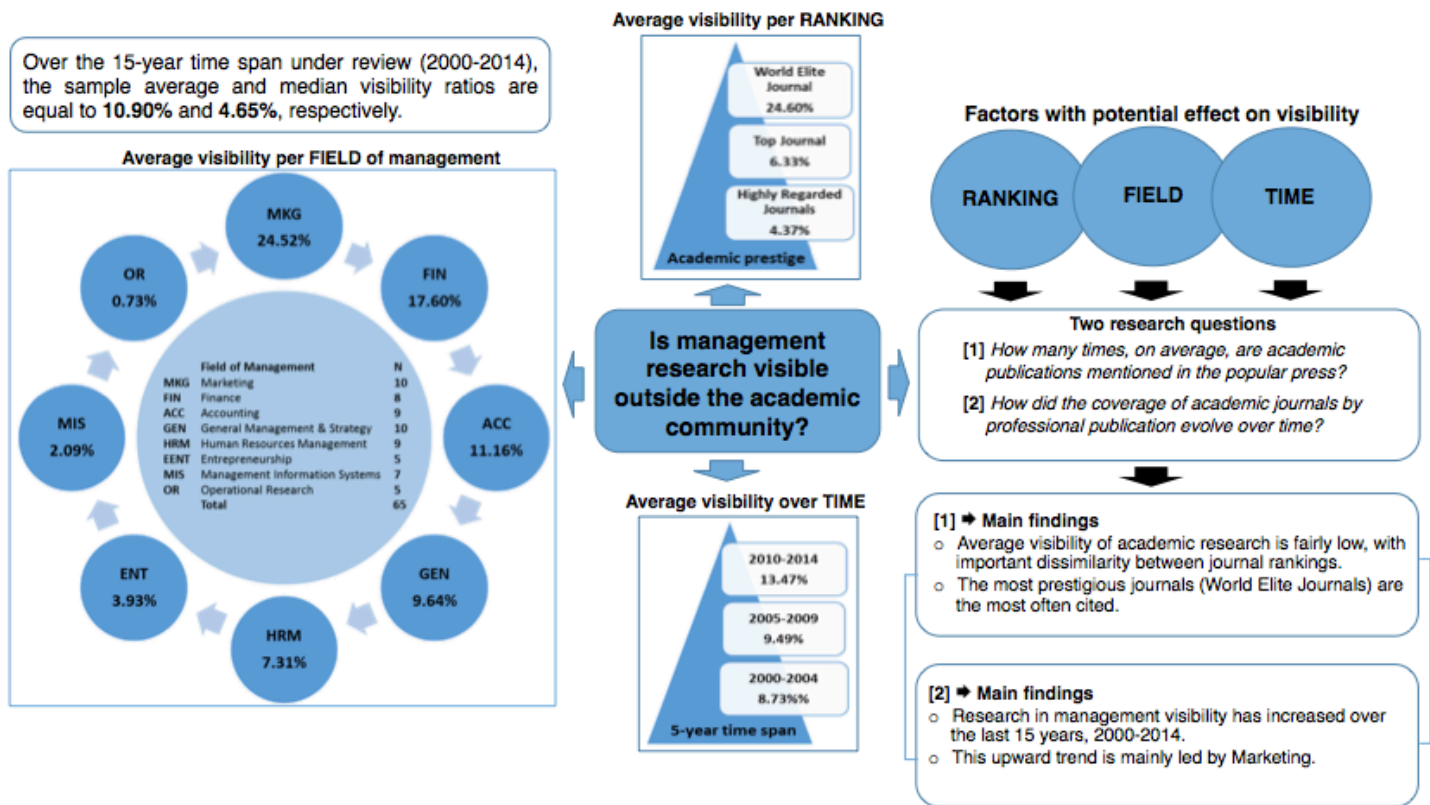 Over the 15-year time span under review (2000-2014),
the sample average and median visibility ratios are
equal to 10.90% and 4.65%, respectively.
Average visibility per FIELD of management
MKG
24.52%
FIN
17.60%
ACC
11.16%
GEN
9.64%
HRM
7.31%
ENT
3.93%
MIS
2.09%
OR
0.73%
Field of Management N
MKG Marketing 10
FIN Finance 8
ACC Accounting 9
GEN General Management & Strategy 10
HRM Human Resources Management 9
EENT Entrepreneurship 5
MIS Management Information Systems 7
OR Operational Research 5
Total 65
Average visibility per RANKING
World Elite
Journal
24.60%
Top Journal
6.33%
Highly Regarded
Journals
4.37%
Academic prestige
Is management
research visible
outside the academic
community?
Average visibility over TIME
2010-2014
13.47%
2005-2009
9.49%
2000-2004
8.73%%
5-year time span
Factors with potential effect on visibility
RANKING
FIELD
TIME
Two research questions
[1] How many times, on average, are academic
publications mentioned in the popular press?
[2] How did the coverage of academic journals by
professional publication evolve over time?
[1] ➡ Main findings
○ Average visibility of academic research is fairly low, with
important dissimilarity between journal rankings.
○ The most prestigious journals (World Elite Journals) are
the most often cited.
[2] ➡ Main findings
○ Research in management visibility has increased over
the last 15 years, 2000-2014.
○ This upward trend is mainly led by Marketing.